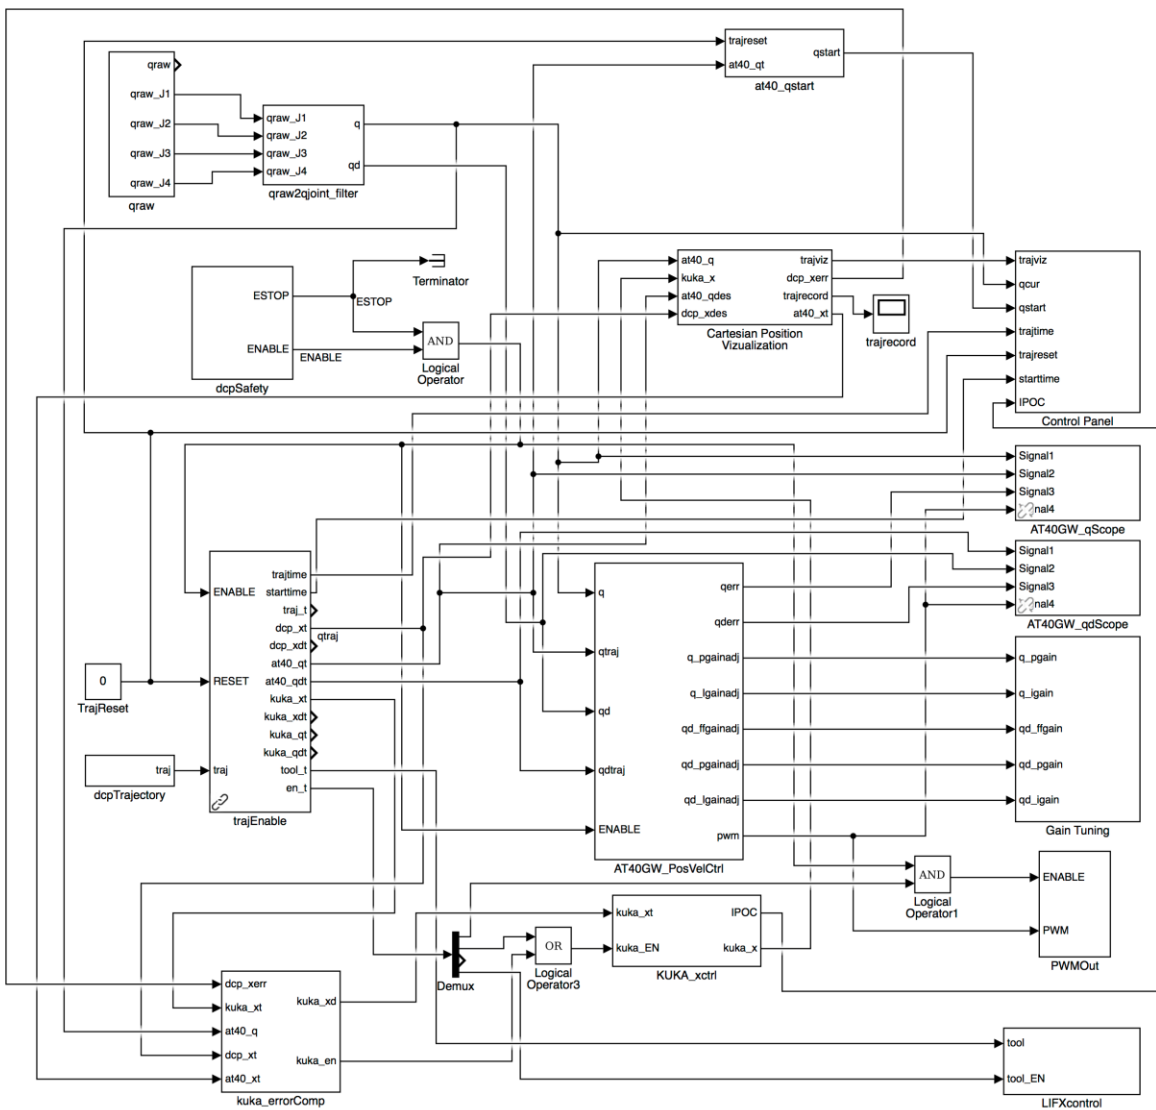 trajreset
at40_qt
qstart
at40_qstart
qraw
qraw_J1
qraw_J2
qraw_J3
qraw_J4
qraw
qraw_J1
qraw_J2
qraw_J3
qraw_J4
q
qd
qraw2qjoint_filter
ESTOP
ENABLE
dcpSafety
ESTOP
ENABLE
Terminator
AND
Logical
Operator
at40_q
kuka_x
at40_qdes
dcp_xdes
trajviz
dcp_xerr
trajrecord
at40_xt
Cartesian Position
Vizualization
trajrecord
trajviz
qcur
qstart
trajtime
trajreset
starttime
IPOC
Control Panel
Signal1
Signal2
Signal3
nal4
AT40GW_qScope
Signal1
Signal2
Signal3
nal4
AT40GW_qdScope
0
TrajReset
traj
dcpTrajectory
ENABLE
RESET
traj
trajtime
starttime
traj_t
dcp_xt
dcp_xdt
at40_qt
at40_qdt
kuka_xt
kuka_xdt
kuka_qt
kuka_qdt
tool_t
en_t
trajEnable
qtraj
q
qtraj
qd
qdtraj
ENABLE
qerr
qderr
q_pgainadj
q_Igainadj
qd_ffgainadj
qd_pgainadj
qd_Igainadj
pwm
AT40GW_PosVelCtrl
q_pgain
q_igain
qd_ffgain
qd_pgain
qd_igain
Gain Tuning
AND
Logical
Operator1
ENABLE
PWM
PWMOut
Demux
OR
Logical
Operator3
kuka_xt
kuka_EN
IPOC
kuka_x
KUKA_xctrl
dcp_xerr
kuka_xt
at40_q
dcp_xt
at40_xt
kuka_xd
kuka_en
kuka_errorComp
tool
tool_EN
LIFXcontrol